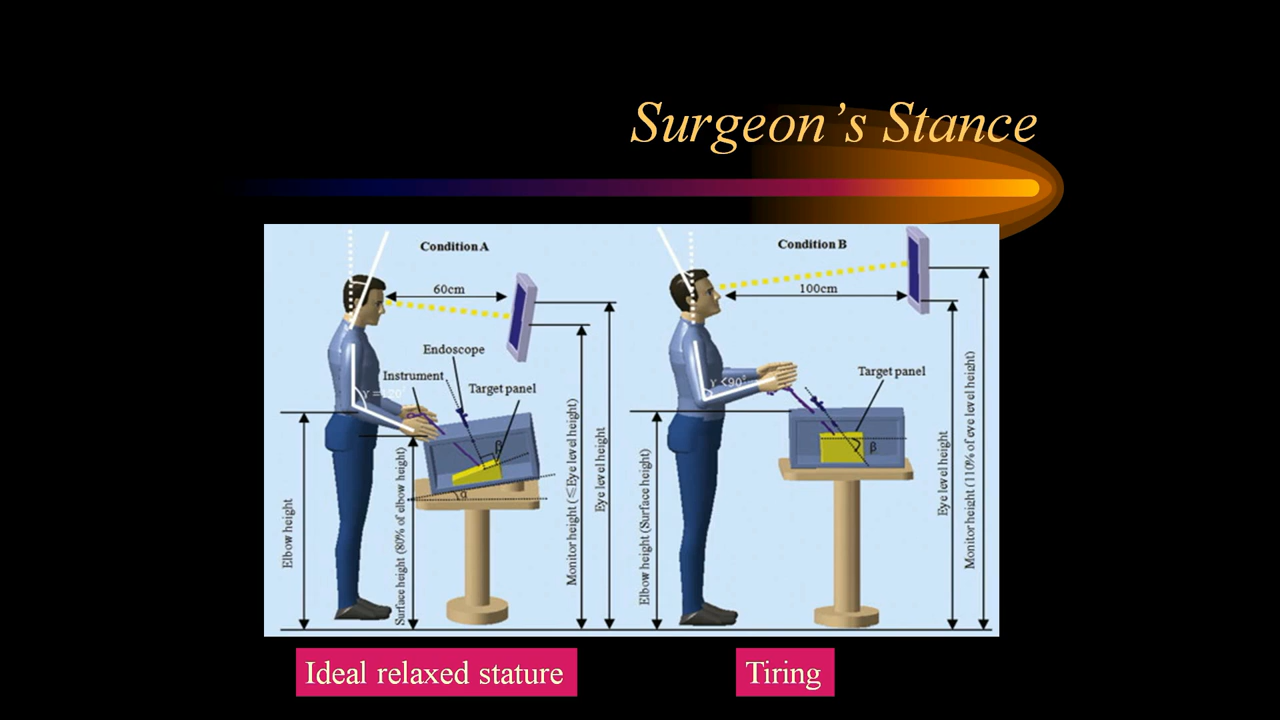 Surgeon’s Stance
Condition A
60cm
Endoscope
Instrument
Target panel
γ =120°
β
α
Elbow height
Surface height (80% of elbow height)
Monitor height (≤Eye level height)
Eye level height
Condition B
100cm
Target panel
γ <90°
β
Elbow height (Surface height)
Eye level height
Monitor height (110% of eye level height)
Ideal relaxed stature
Tiring